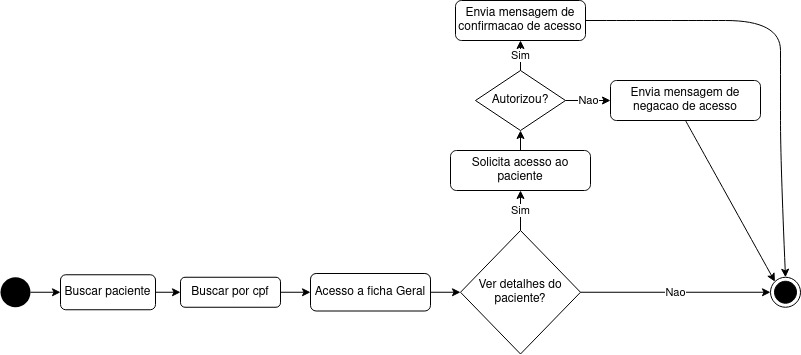 Envia mensagem de
confirmacao de acesso
Sim
Autorizou?
Nao
Envia mensagem de
negacao de acesso
Solicita acesso ao
paciente
Sim
Buscar paciente
Buscar por cpf
Acesso a ficha Geral
Ver detalhes do
paciente?
Nao